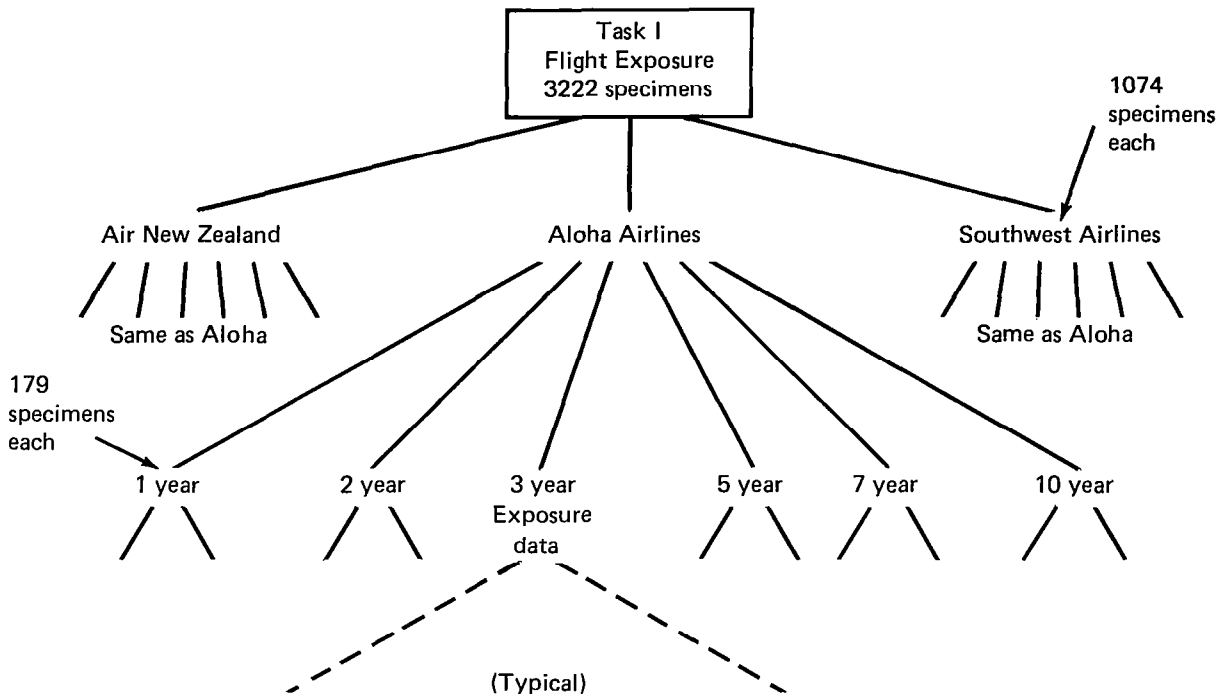 Task I
Flight Exposure
3222 specimens
1074
specimens
each
Air New Zealand
Aloha Airlines
Southwest Airlines
Same as Aloha
Same as Aloha
179
specimens
each
1 year
2 year
3 year
Exposure
data
5 year
7 year
10 year
(Typical)